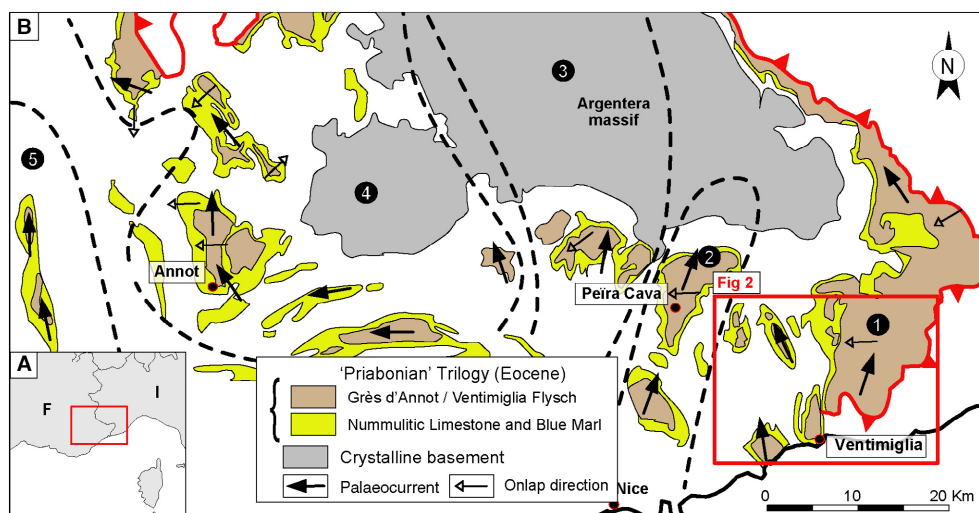 B
N
3
Argentera
massif
5
4
Annot
2
Peïra Cava
Fig 2
1
A
F
I
'Priabonian' Trilogy (Eocene)
Grès d'Annot / Ventimiglia Flysch
Nummulitic Limestone and Blue Marl
Crystalline basement
Palaeocurrent
Onlap direction
Ventimiglia
Nice
0 10 20 Km